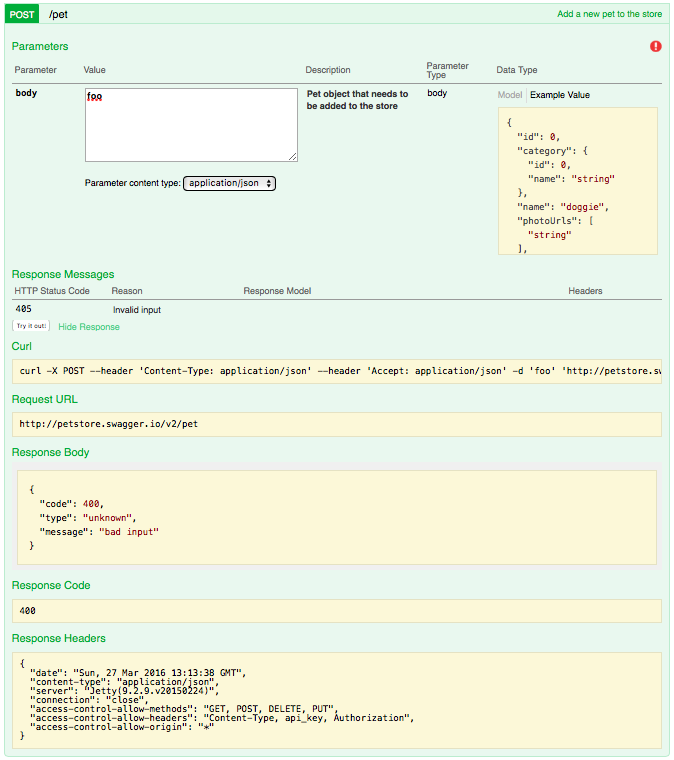 POST /pet Add a new pet to the store
Parameters
Parameter Value Description Parameter Type Data Type
body
foo
Pet object that needs to
be added to the store
body
Model Example Value
{
"id": 0,
"category": {
"id": 0,
"name": "string"
},
"name": "doggie",
"photoUrls": [
"string"
],
Parameter content type: application/json
Response Messages
HTTP Status Code Reason Response Model Headers
405 Invalid input
Try it out! Hide Response
Curl
curl -X POST --header 'Content-Type: application/json' --header 'Accept: application/json' -d 'foo' 'http://petstore.sw
Request URL
http://petstore.swagger.io/v2/pet
Response Body
{
"code": 400,
"type": "unknown",
"message": "bad input"
}
Response Code
400
Response Headers
{
"date": "Sun, 27 Mar 2016 13:13:38 GMT",
"content-type": "application/json",
"server": "Jetty(9.2.9.v20150224)",
"connection": "close",
"access-control-allow-methods": "GET, POST, DELETE, PUT",
"access-control-allow-headers": "Content-Type, api_key, Authorization",
"access-control-allow-origin": "*"
}